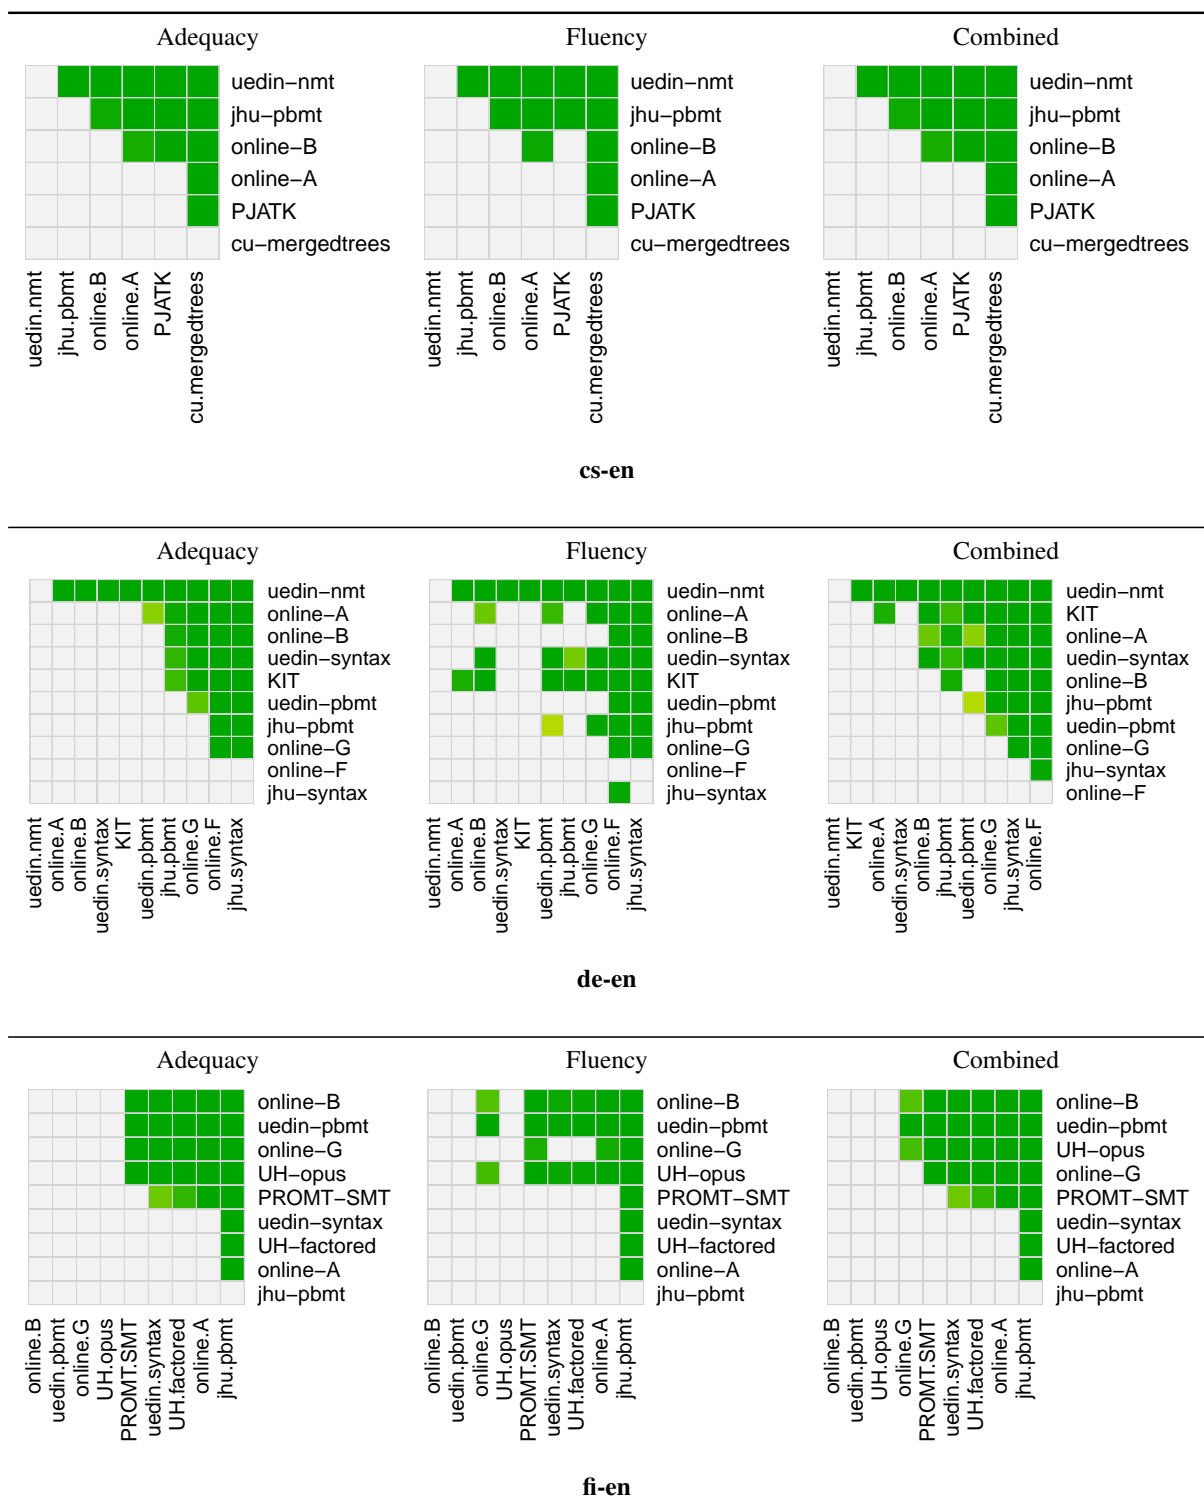 Adequacy
Fluency
Combined
uedin−nmt
jhu−pbmt
online−B
online−A
PJATK
cu−mergedtrees
uedin.nmt
jhu.pbmt
online.B
online.A
PJATK
cu.mergedtrees
uedin−nmt
jhu−pbmt
online−B
online−A
PJATK
cu−mergedtrees
uedin.nmt
jhu.pbmt
online.B
online.A
PJATK
cu.mergedtrees
uedin−nmt
jhu−pbmt
online−B
online−A
PJATK
cu−mergedtrees
uedin.nmt
jhu.pbmt
online.B
online.A
PJATK
cu.mergedtrees
cs-en
Adequacy
Fluency
Combined
uedin−nmt
online−A
online−B
uedin−syntax
KIT
uedin−pbmt
jhu−pbmt
online−G
online−F
jhu−syntax
uedin.nmt
online.A
online.B
uedin.syntax
KIT
uedin.pbmt
jhu.pbmt
online.G
online.F
jhu.syntax
uedin−nmt
online−A
online−B
uedin−syntax
KIT
uedin−pbmt
jhu−pbmt
online−G
online−F
jhu−syntax
uedin.nmt
online.A
online.B
uedin.syntax
KIT
uedin.pbmt
jhu.pbmt
online.G
online.F
jhu.syntax
uedin−nmt
KIT
online−A
uedin−syntax
online−B
jhu−pbmt
uedin−pbmt
online−G
jhu−syntax
online−F
uedin.nmt
KIT
online.A
uedin.syntax
online.B
jhu.pbmt
uedin.pbmt
online.G
jhu.syntax
online.F
de-en
Adequacy
Fluency
Combined
online−B
uedin−pbmt
online−G
UH−opus
PROMT−SMT
uedin−syntax
UH−factored
online−A
jhu−pbmt
online.B
uedin.pbmt
online.G
UH.opus
PROMT.SMT
uedin.syntax
UH.factored
online.A
jhu.pbmt
online−B
uedin−pbmt
online−G
UH−opus
PROMT−SMT
uedin−syntax
UH−factored
online−A
jhu−pbmt
online.B
uedin.pbmt
online.G
UH.opus
PROMT.SMT
uedin.syntax
UH.factored
online.A
jhu.pbmt
online−B
uedin−pbmt
UH−opus
online−G
PROMT−SMT
uedin−syntax
UH−factored
online−A
jhu−pbmt
online.B
uedin.pbmt
UH.opus
online.G
PROMT.SMT
uedin.syntax
UH.factored
online.A
jhu.pbmt
fi-en